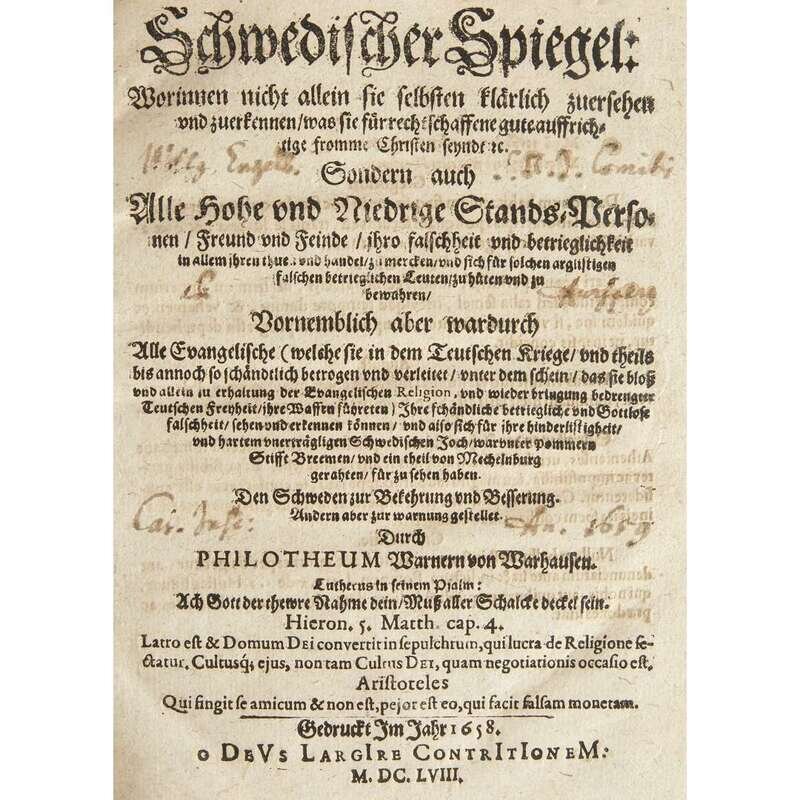 Schwedischer Spiegel:
Worinnen nicht allein sie selbsten klärlich zuersehen
vnd zuerkennen/was sie für rechtschaffene gute auffrich-
tige fromme Christen seyndt ꝛc.
Sondern auch
Alle Hohe vnd Niedrige Stands-Perso-
nen / Freund vnd Feinde / ihro falschheit vnd betrieglichkeit
in allem ihren thun vnd handel/zu mercken/vnd sich für solchen arglistigen
falschen betrieglichen Leuten/zu hüten vnd zu
bewahren/
Vornemblich aber wardurch
Alle Evangelische (welche sie in dem Teutschen Kriege/vnd theils
bis annoch so schändtlich betrogen vnd verleitet/vnter dem schein/das sie bloß
vnd allein zu erhaltung der Evangelischen Religion, vnd wieder bringung bedrengter
Teutschen Freyheit/ihre Waffen führeten) Ihre schändliche betriegliche vnd Gottlose
falschheit/sehen vnd erkennen können/ vnd also sich für ihre hinderlistigkeit/
vnd hartem vnerträgligen Schwedischen Joch/warunter Pommern
Stifft Breemen/vnd ein theil von Mechelnburg
gerahten/für zu sehen haben.
Den Schweden zur Bekehrung vnd Besserung.
Andern aber zur warnung gestellet.
An. 1659
Durch
PHILOTHEUM Warnern von Warhausen.
Lutherus in seinem Psalm:
Ach Gott der thewre Nahme dein/Muß aller Schalcke deckel sein.
Hieron. 5. Matth. cap. 4.
Latro est & Domum DEI convertit in sepulchrum, qui lucra de Religione se-
ctatur. Cultusq; ejus, non tam Cultus DEI, quam negotiationis occasio est.
Aristoteles
Qui fingit se amicum & non est, pejor est eo, qui facit falsam monetam.
Gedruckt Im Jahr 1658.
O DEVS LARGIRE CONTRITIONEM:
M. DC. LVIII.